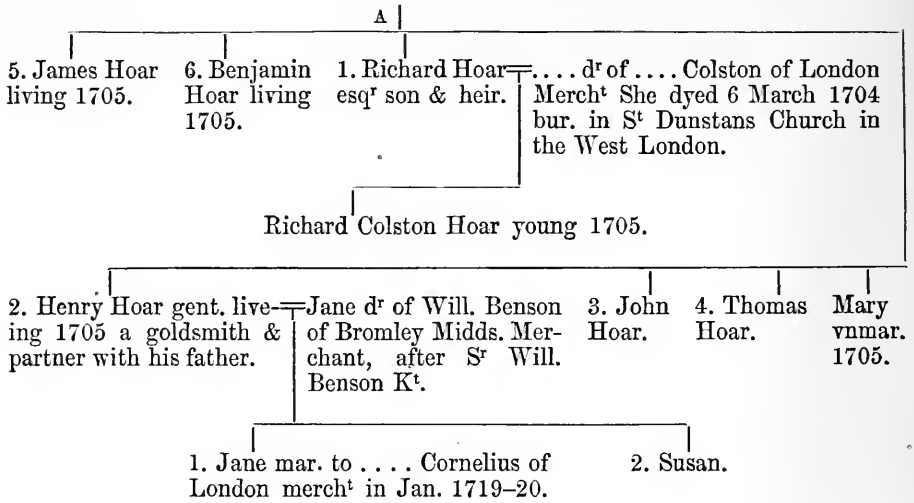 A
5. James Hoar
living 1705.
6. Benjamin
Hoar living
1705.
1. Richard Hoar
esqʳ son & heir.
.... dʳ of .... Colston of London
Merchᵗ She dyed 6 March 1704
bur. in Sᵗ Dunstans Church in
the West London.
Richard Colston Hoar young 1705.
2. Henry Hoar gent. live-
ing 1705 a goldsmith &
partner with his father.
Jane dʳ of Will. Benson
of Bromley Midds. Mer-
chant, after Sʳ Will.
Benson Kᵗ.
3. John
Hoar.
4. Thomas
Hoar.
Mary
vnmar.
1705.
1. Jane mar. to .... Cornelius of
London merchᵗ in Jan. 1719–20.
2. Susan.